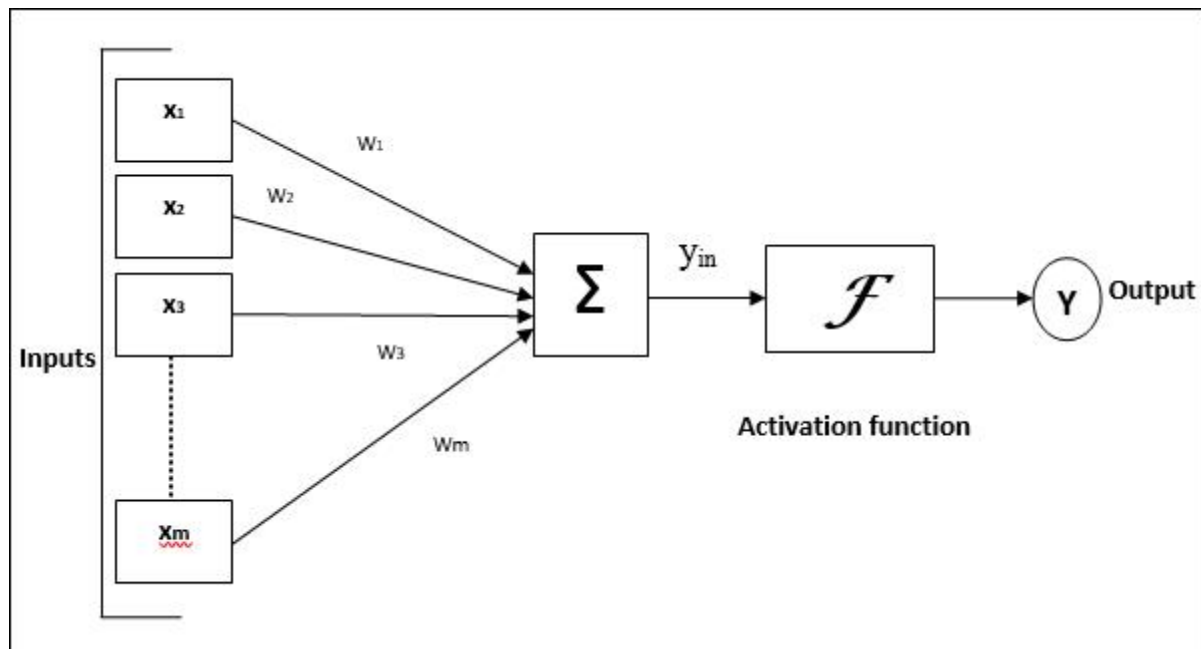 x₁
W₁
x₂
W₂
x₃
Inputs
W₃
Wm
xm
Σ
yᵢₙ
ℱ
Y
Output
Activation function